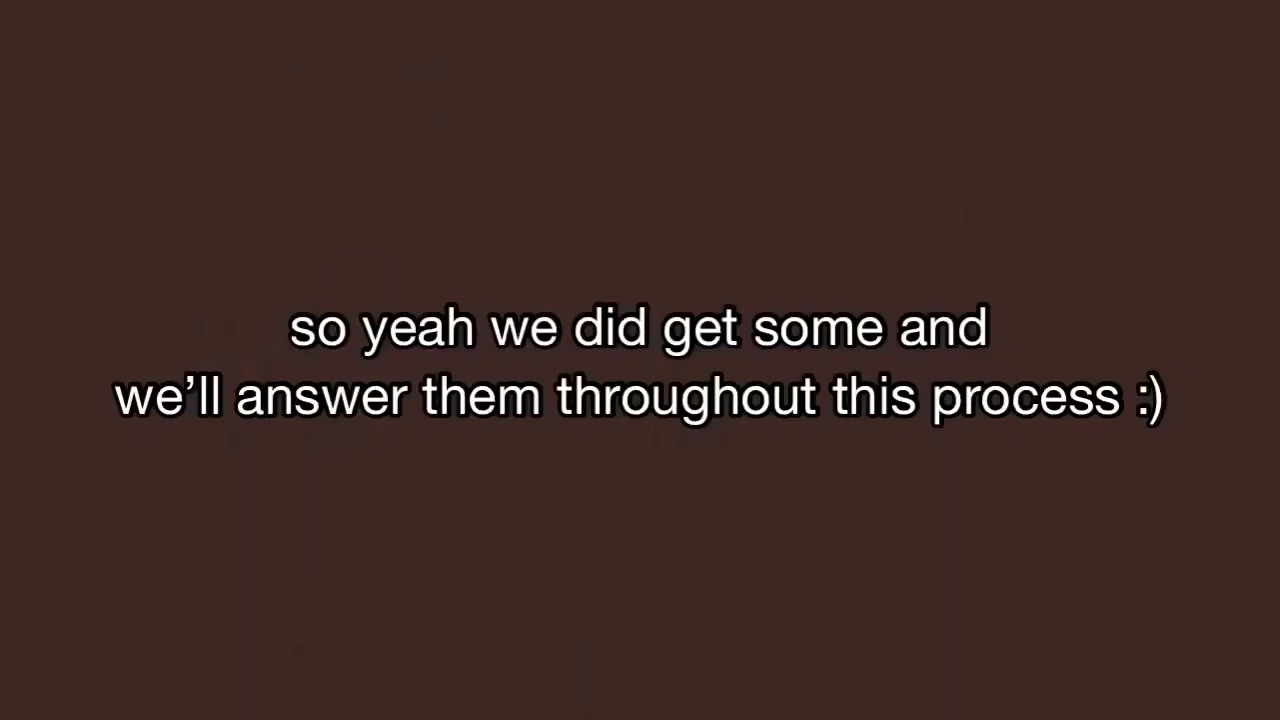 so yeah we did get some and
we’ll answer them throughout this process :)